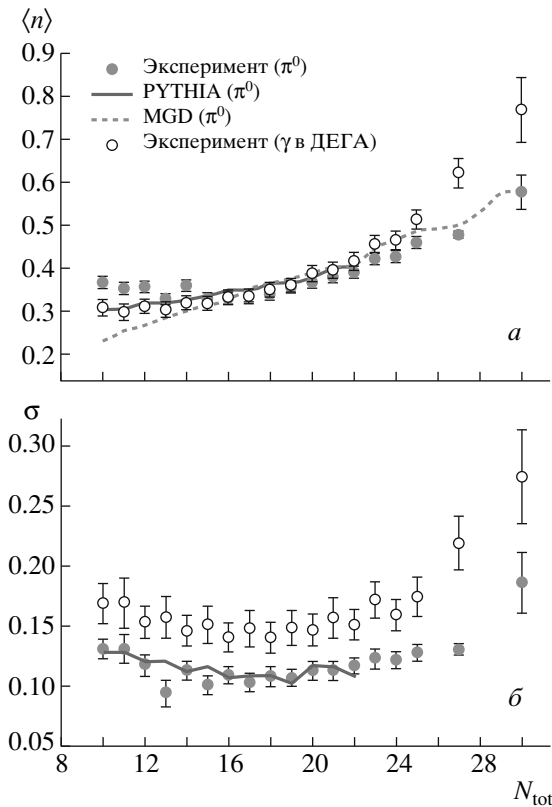 ⟨n⟩
0.9
0.8
0.7
0.6
0.5
0.4
0.3
0.2
Эксперимент (π⁰)
PYTHIA (π⁰)
MGD (π⁰)
Эксперимент (γ в ДЕГА)
а
σ
0.30
0.25
0.20
0.15
0.10
0.05
б
8 12 16 20 24 28
N_tot